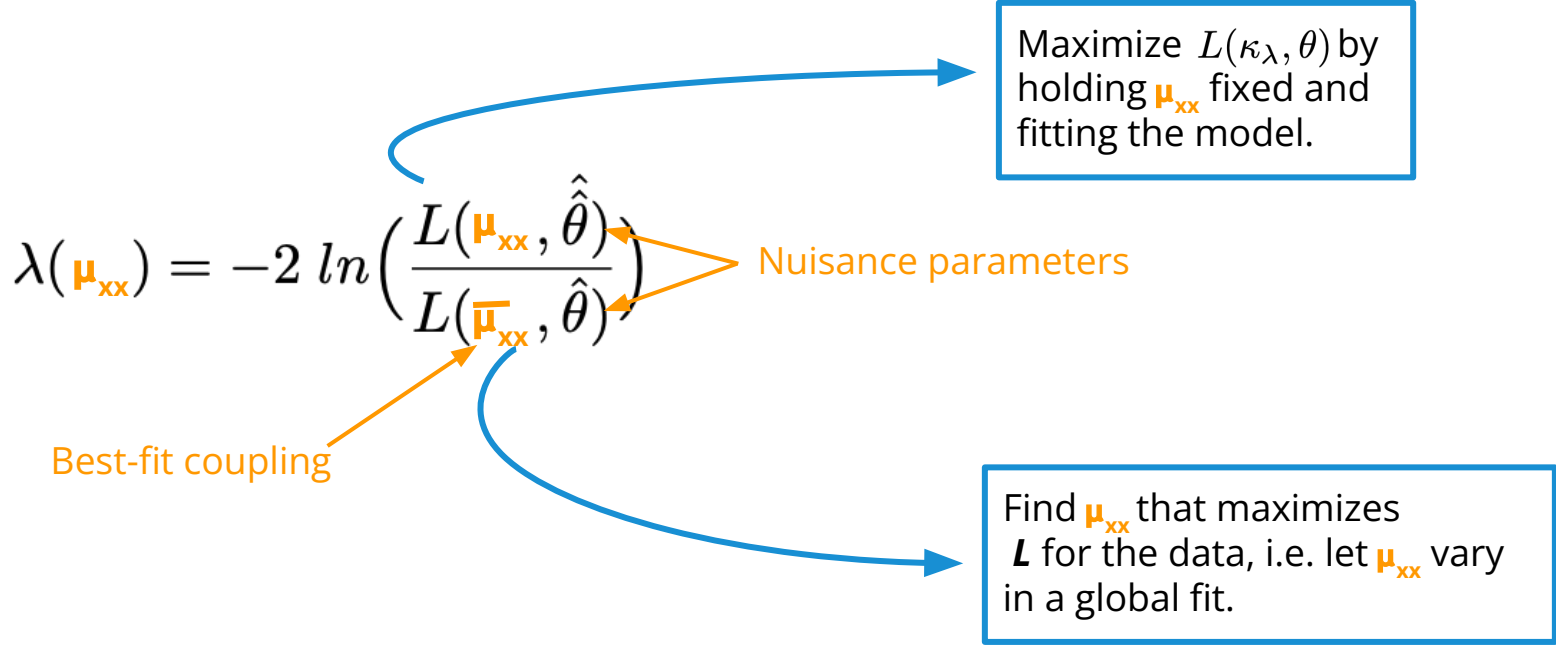 Maximize L(κ_λ, θ) by
holding μ_xx fixed and
fitting the model.
λ(μ_xx) = −2 ln( L(μ_xx, θ̂̂) / L(μ̅_xx, θ̂) )
Nuisance parameters
Best-fit coupling
Find μ_xx that maximizes
L for the data, i.e. let μ_xx vary
in a global fit.